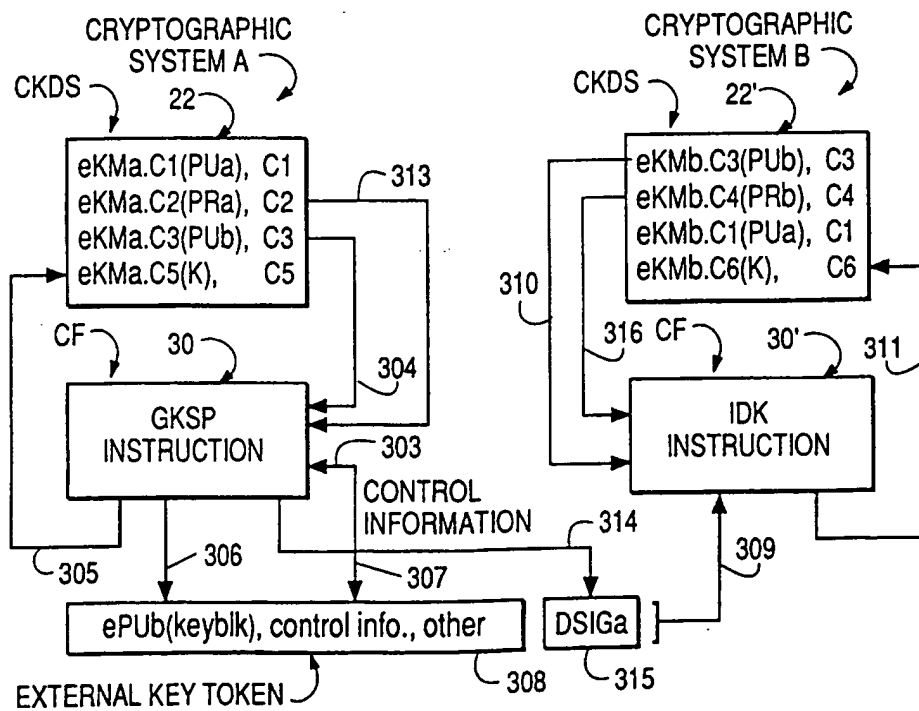 CRYPTOGRAPHIC
SYSTEM A
CKDS
22
eKMa.C1(PUa), C1
eKMa.C2(PRa), C2
eKMa.C3(PUb), C3
eKMa.C5(K), C5
313
CF
30
304
GKSP
INSTRUCTION
303
CONTROL
INFORMATION
305
306
307
314
ePUb(keyblk), control info., other
EXTERNAL KEY TOKEN
308
DSIGa
315
CRYPTOGRAPHIC
SYSTEM B
CKDS
22'
eKMb.C3(PUb), C3
eKMb.C4(PRb), C4
eKMb.C1(PUa), C1
eKMb.C6(K), C6
310
316
CF
30'
311
IDK
INSTRUCTION
309